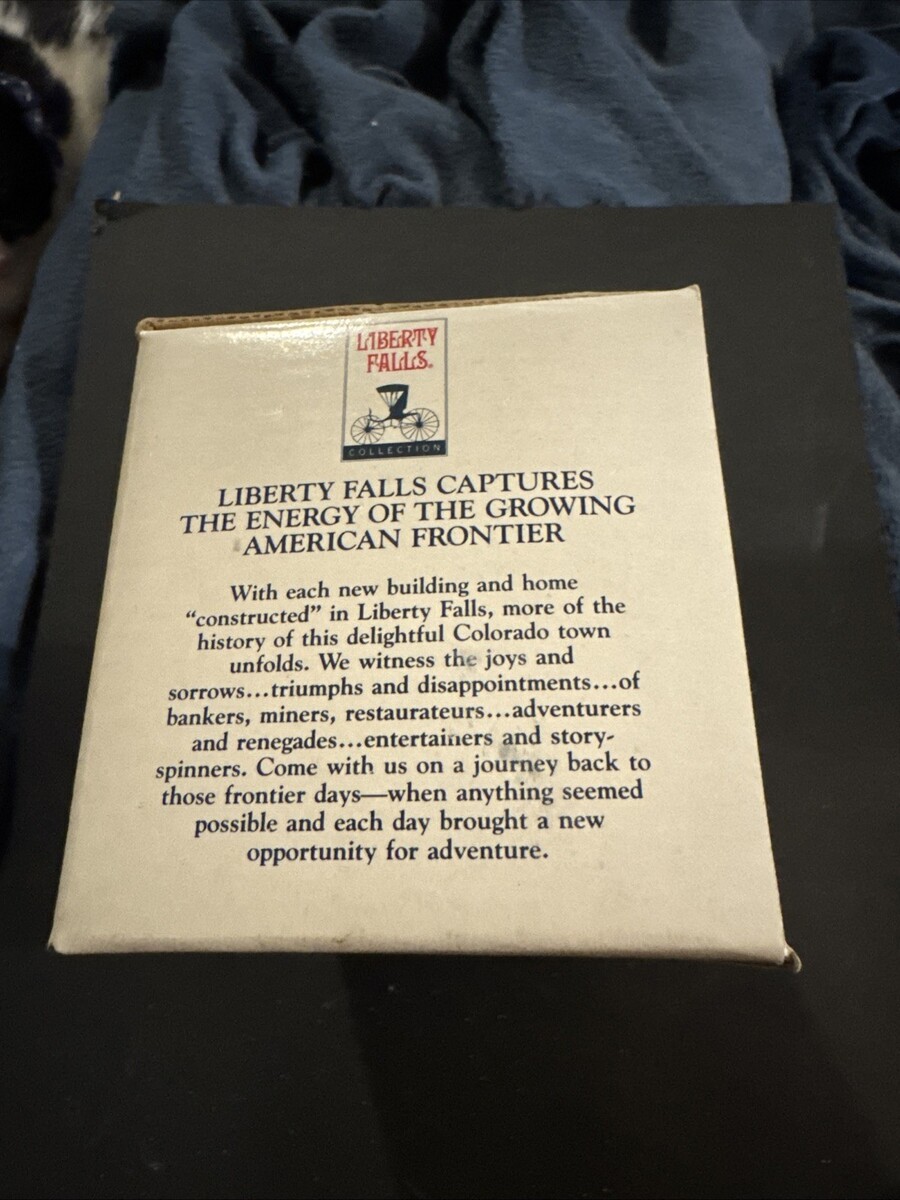 LIBERTY
FALLS®
COLLECTION
LIBERTY FALLS CAPTURES
THE ENERGY OF THE GROWING
AMERICAN FRONTIER
With each new building and home
“constructed” in Liberty Falls, more of the
history of this delightful Colorado town
unfolds. We witness the joys and
sorrows...triumphs and disappointments...of
bankers, miners, restaurateurs...adventurers
and renegades...entertainers and story-
spinners. Come with us on a journey back to
those frontier days—when anything seemed
possible and each day brought a new
opportunity for adventure.